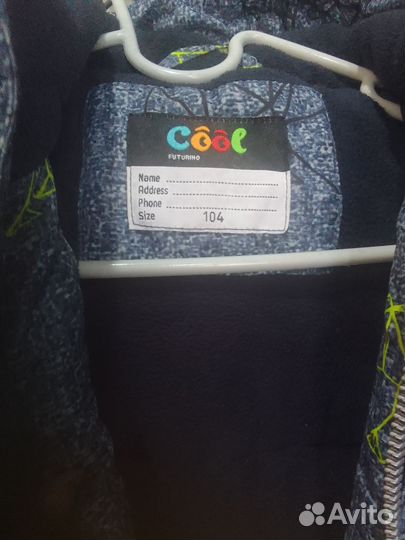 Cool
FUTURINO
Name
Address
Phone
Size 104
Avito